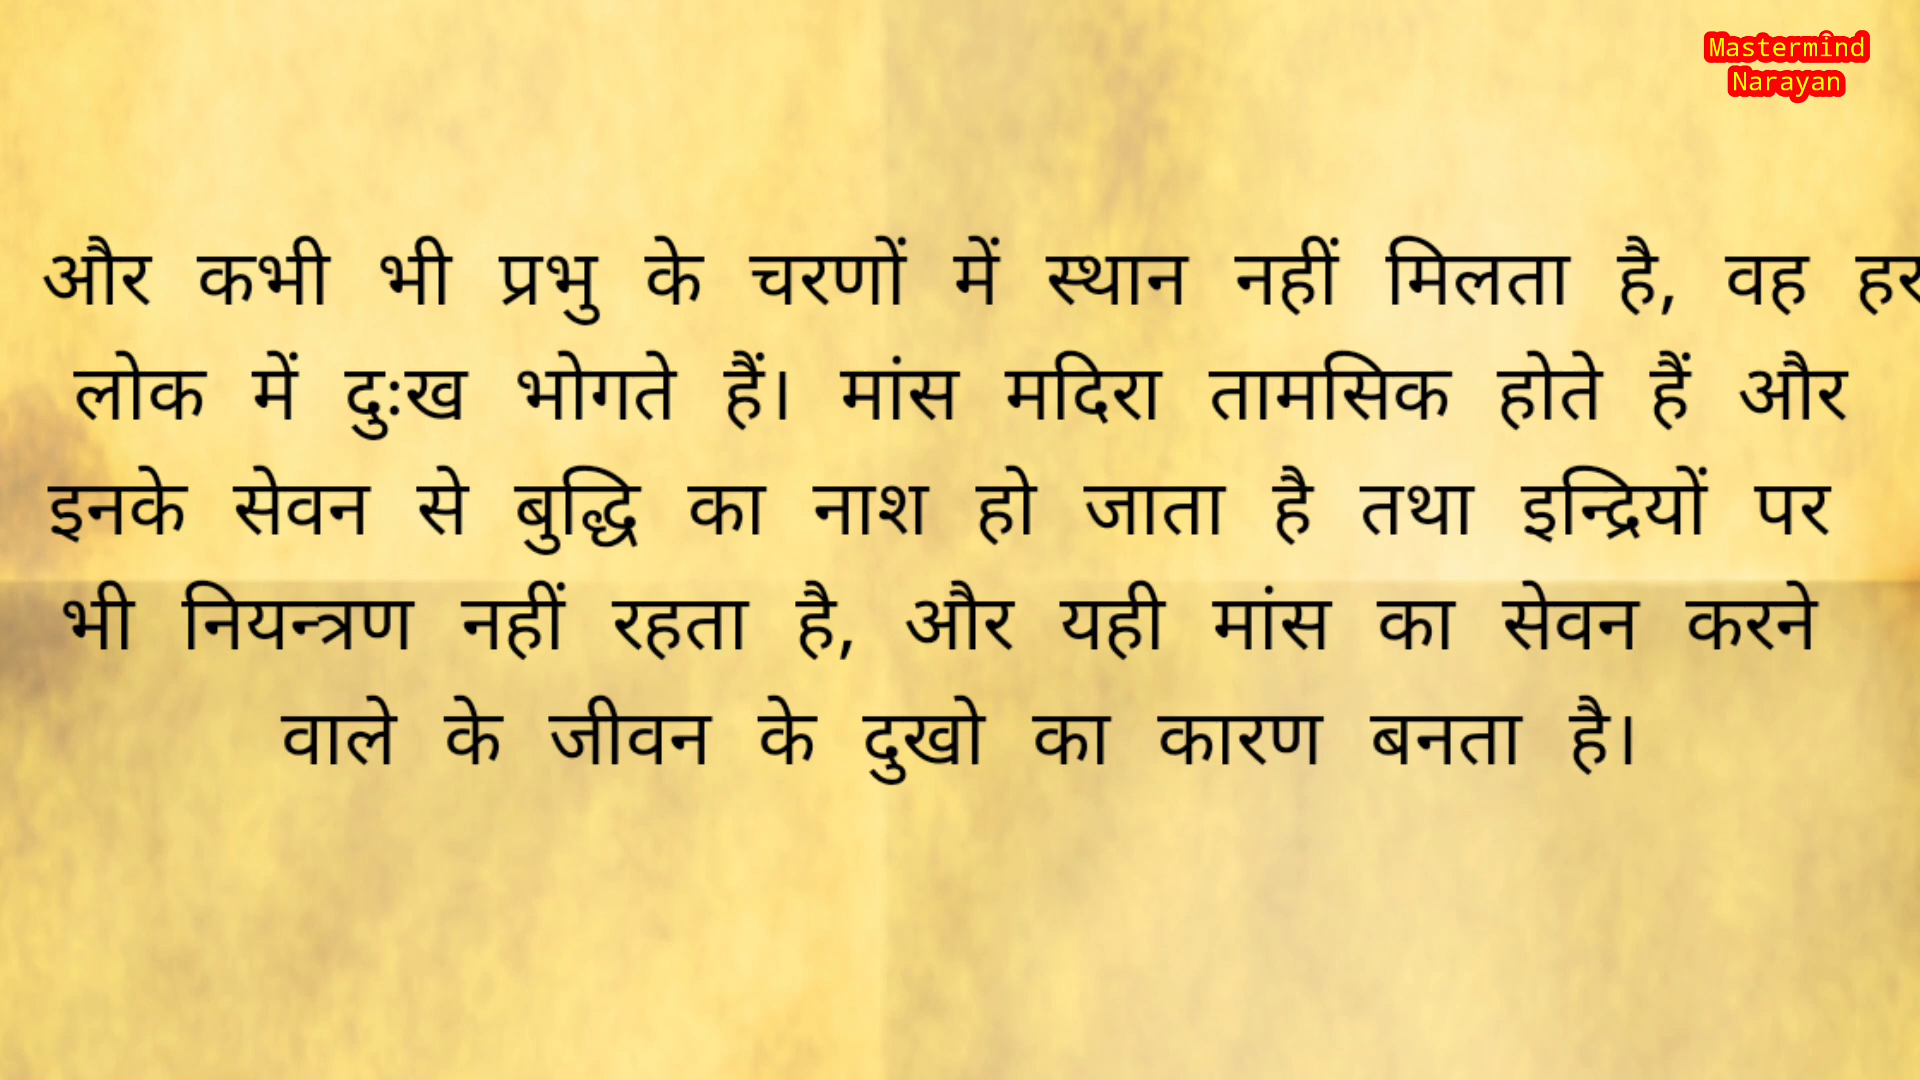 Mastermind
Narayan
और कभी भी प्रभु के चरणों में स्थान नहीं मिलता है, वह हर
लोक में दुःख भोगते हैं। मांस मदिरा तामसिक होते हैं और
इनके सेवन से बुद्धि का नाश हो जाता है तथा इन्द्रियों पर
भी नियन्त्रण नहीं रहता है, और यही मांस का सेवन करने
वाले के जीवन के दुखो का कारण बनता है।